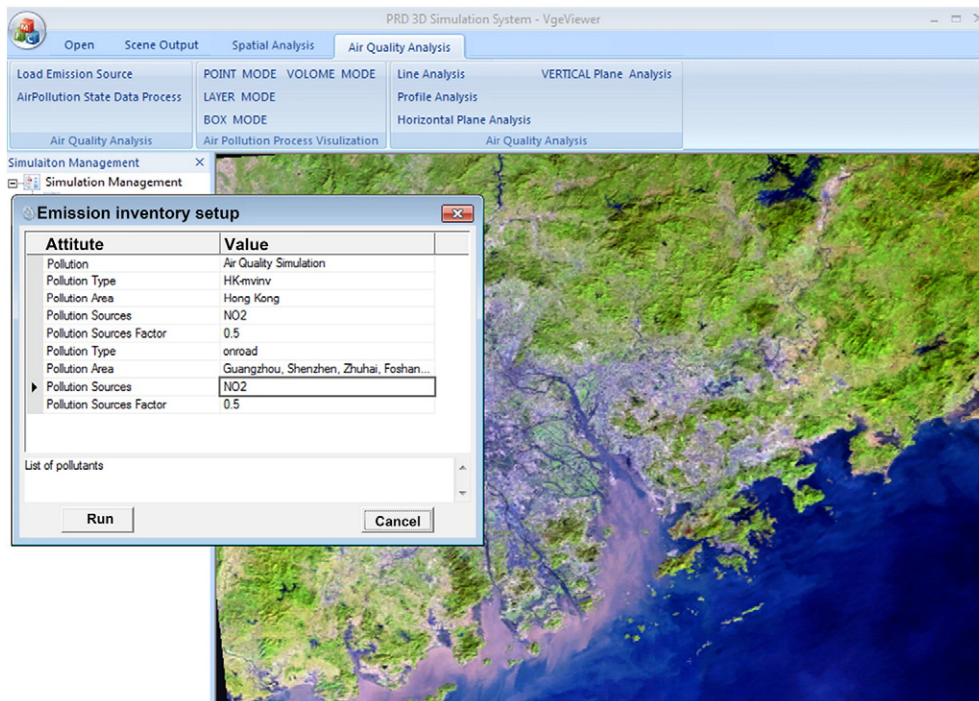 PRD 3D Simulation System - VgeViewer
Open Scene Output Spatial Analysis Air Quality Analysis
Load Emission Source
AirPollution State Data Process
Air Quality Analysis
POINT MODE VOLOME MODE
LAYER MODE
BOX MODE
Air Pollution Process Visulization
Line Analysis VERTICAL Plane Analysis
Profile Analysis
Horizontal Plane Analysis
Air Quality Analysis
Simulaiton Management
Simulation Management
Emission inventory setup
Attitute Value
Pollution Air Quality Simulation
Pollution Type HK-mvinv
Pollution Area Hong Kong
Pollution Sources NO2
Pollution Sources Factor 0.5
Pollution Type onroad
Pollution Area Guangzhou, Shenzhen, Zhuhai, Foshan...
Pollution Sources NO2
Pollution Sources Factor 0.5
List of pollutants
Run Cancel